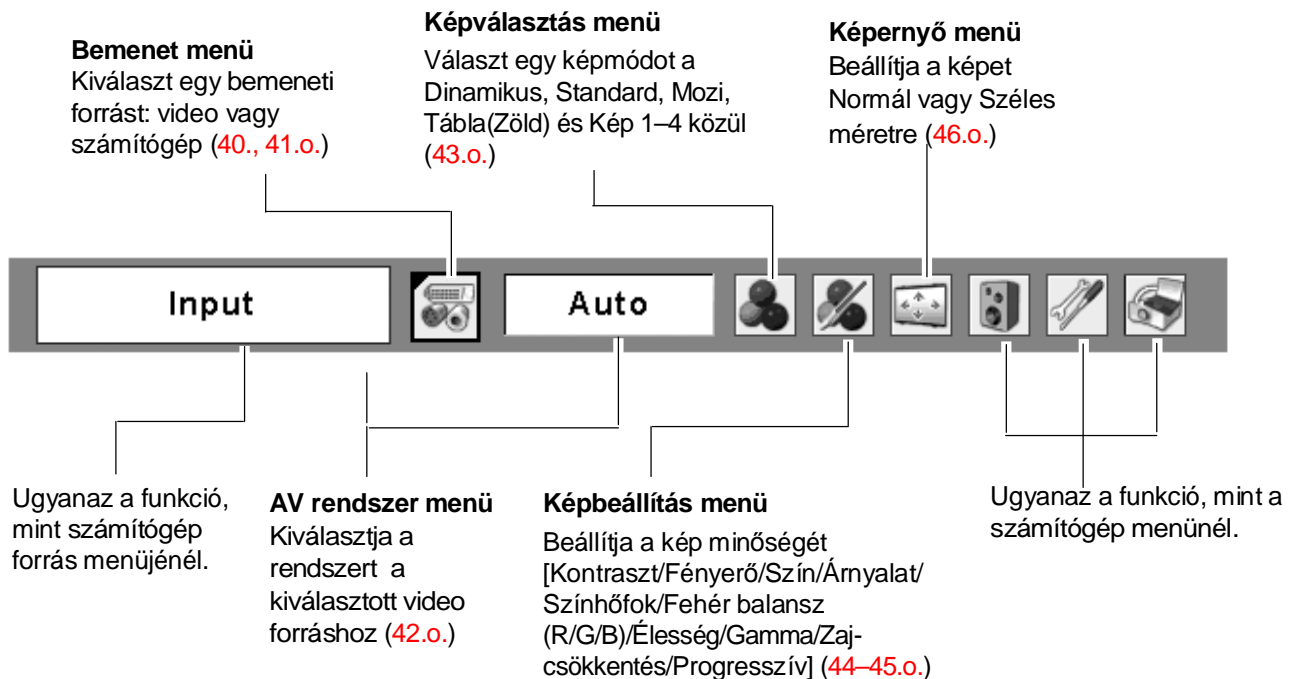 Bemenet menü
Kiválaszt egy bemeneti
forrást: video vagy
számítógép (40., 41.o.)
Képválasztás menü
Választ egy képmódot a
Dinamikus, Standard, Mozi,
Tábla(Zöld) és Kép 1–4 közül
(43.o.)
Képernyő menü
Beállítja a képet
Normál vagy Széles
méretre (46.o.)
Input
Auto
Ugyanaz a funkció,
mint számítógép
forrás menüjénél.
AV rendszer menü
Kiválasztja a
rendszert a
kiválasztott video
forráshoz (42.o.)
Képbeállítás menü
Beállítja a kép minőségét
[Kontraszt/Fényerő/Szín/Árnyalat/
Színhőfok/Fehér balansz
(R/G/B)/Élesség/Gamma/Zaj-
csökkentés/Progresszív] (44–45.o.)
Ugyanaz a funkció, mint a
számítógép menünél.